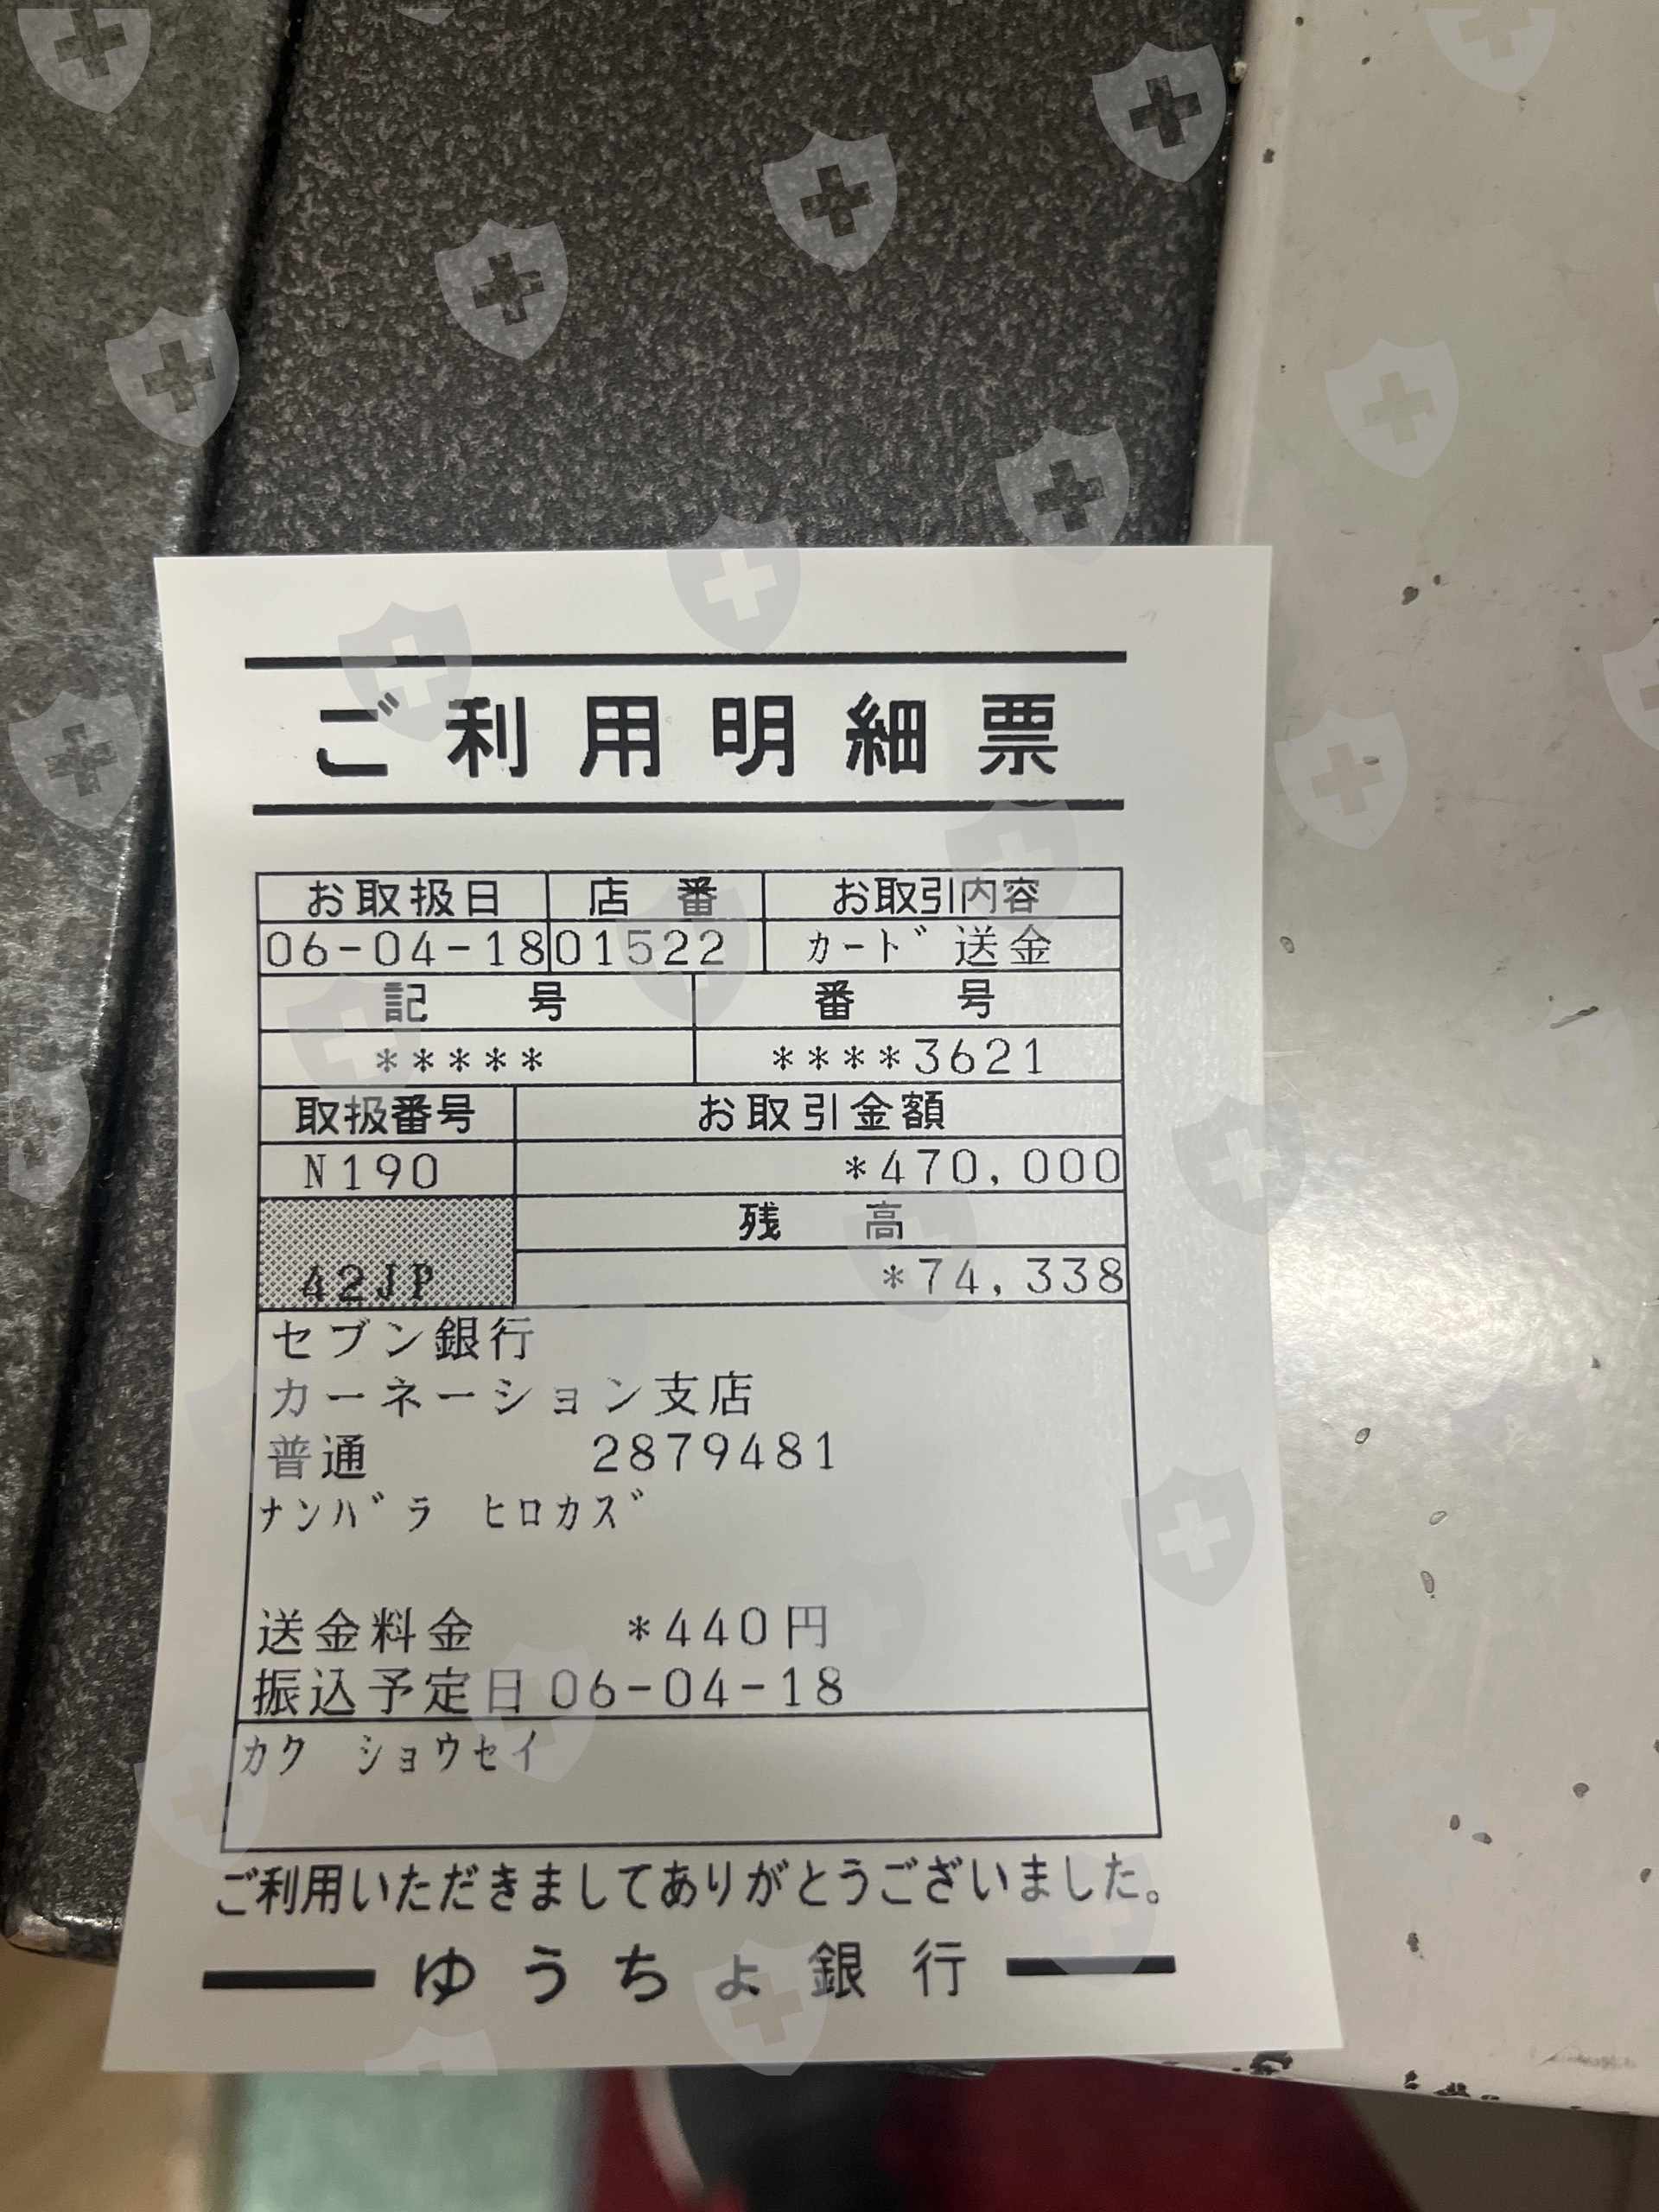 ご利用明細票
お取扱日 店番 お取引内容
06-04-18 01522 カード送金
記号 番号
***** ****3621
取扱番号 お取引金額
N190 *470,000
残高
42JP *74,338
セブン銀行
カーネーション支店
普通 2879481
ナンバラ ヒロカズ
送金料金 *440円
振込予定日06-04-18
カク ショウセイ
ご利用いただきましてありがとうございました。
ゆうちょ銀行